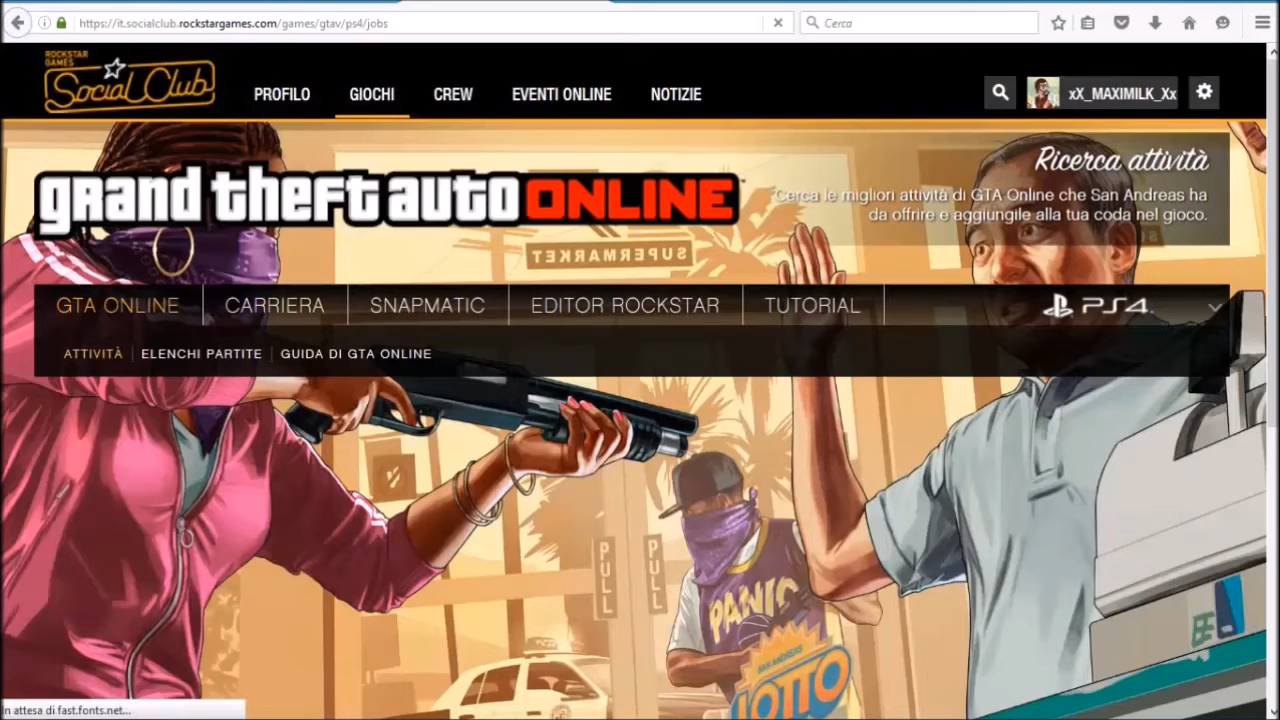 https://it.socialclub.rockstargames.com/games/gtav/ps4/jobs
Cerca
ROCKSTAR
GAMES
Social Club
PROFILO
GIOCHI
CREW
EVENTI ONLINE
NOTIZIE
xX_MAXIMILK_Xx
grand theft auto ONLINE
Ricerca attività
Cerca le migliori attività di GTA Online che San Andreas ha
da offrire e aggiungile alla tua coda nel gioco.
SUPERMARKET
GTA ONLINE
CARRIERA
SNAPMATIC
EDITOR ROCKSTAR
TUTORIAL
PS4
ATTIVITÀ
ELENCHI PARTITE
GUIDA DI GTA ONLINE
PULL
PULL
PANIC
SAN ANDREAS
LOTTO
In attesa di fast.fonts.net...